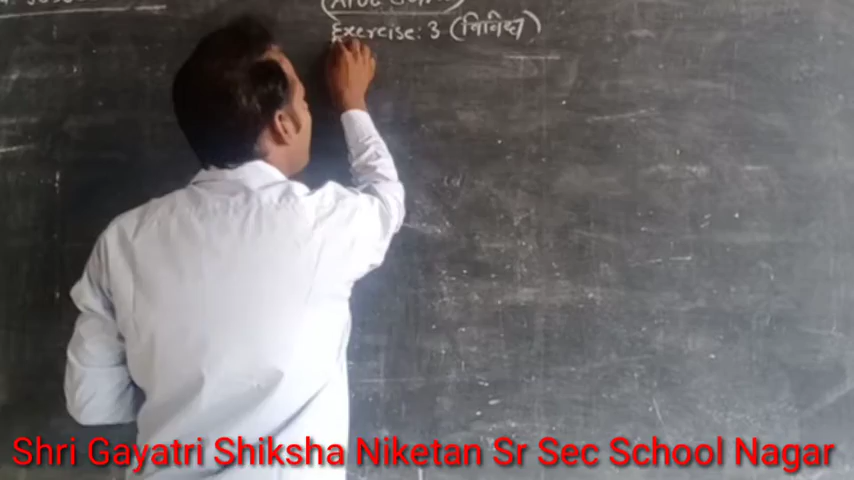 Exercise: 3 (विविध)
Shri Gayatri Shiksha Niketan Sr Sec School Nagar